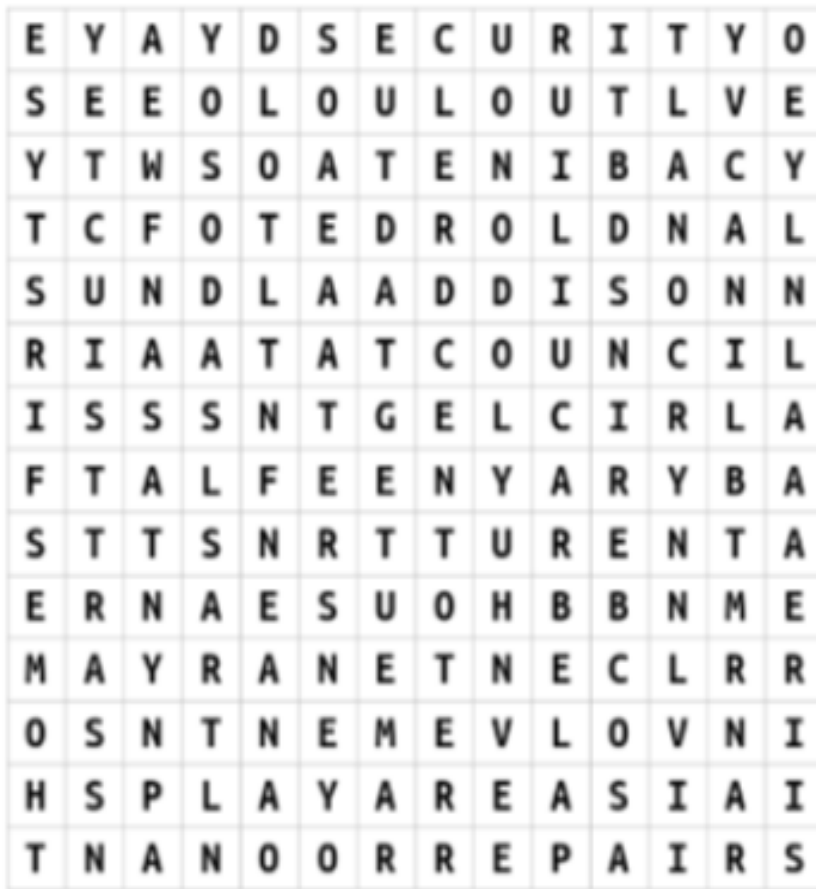 E Y A Y D S E C U R I T Y O
S E E O L O U L O U T L V E
Y T W S O A T E N I B A C Y
T C F O T E D R O L D N A L
S U N D L A A D D I S O N N
R I A A T A T C O U N C I L
I S S S N T G E L C I R L A
F T A L F E E N Y A R Y B A
S T T S N R T T U R E N T A
E R N A E S U O H B B N M E
M A Y R A N E T N E C L R R
O S N T N E M E V L O V N I
H S P L A Y A R E A S I A I
T N A N O O R R E P A I R S